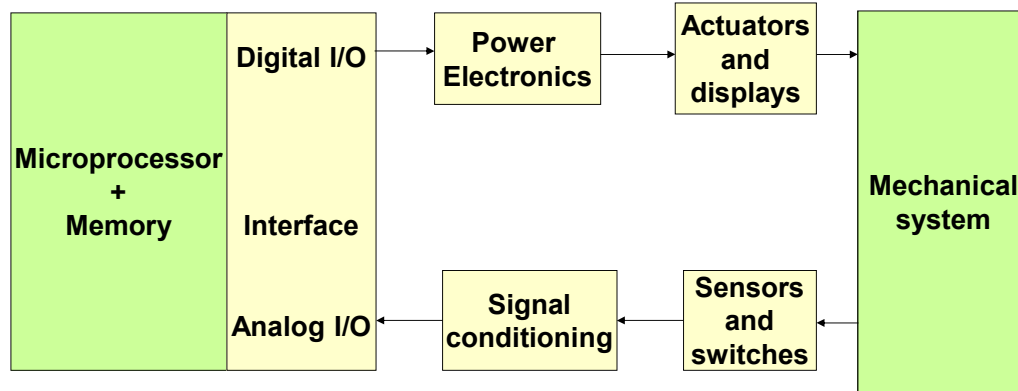 Digital I/O
Power
Electronics
Actuators
and
displays
Microprocessor
+
Memory
Interface
Mechanical
system
Analog I/O
Signal
conditioning
Sensors
and
switches